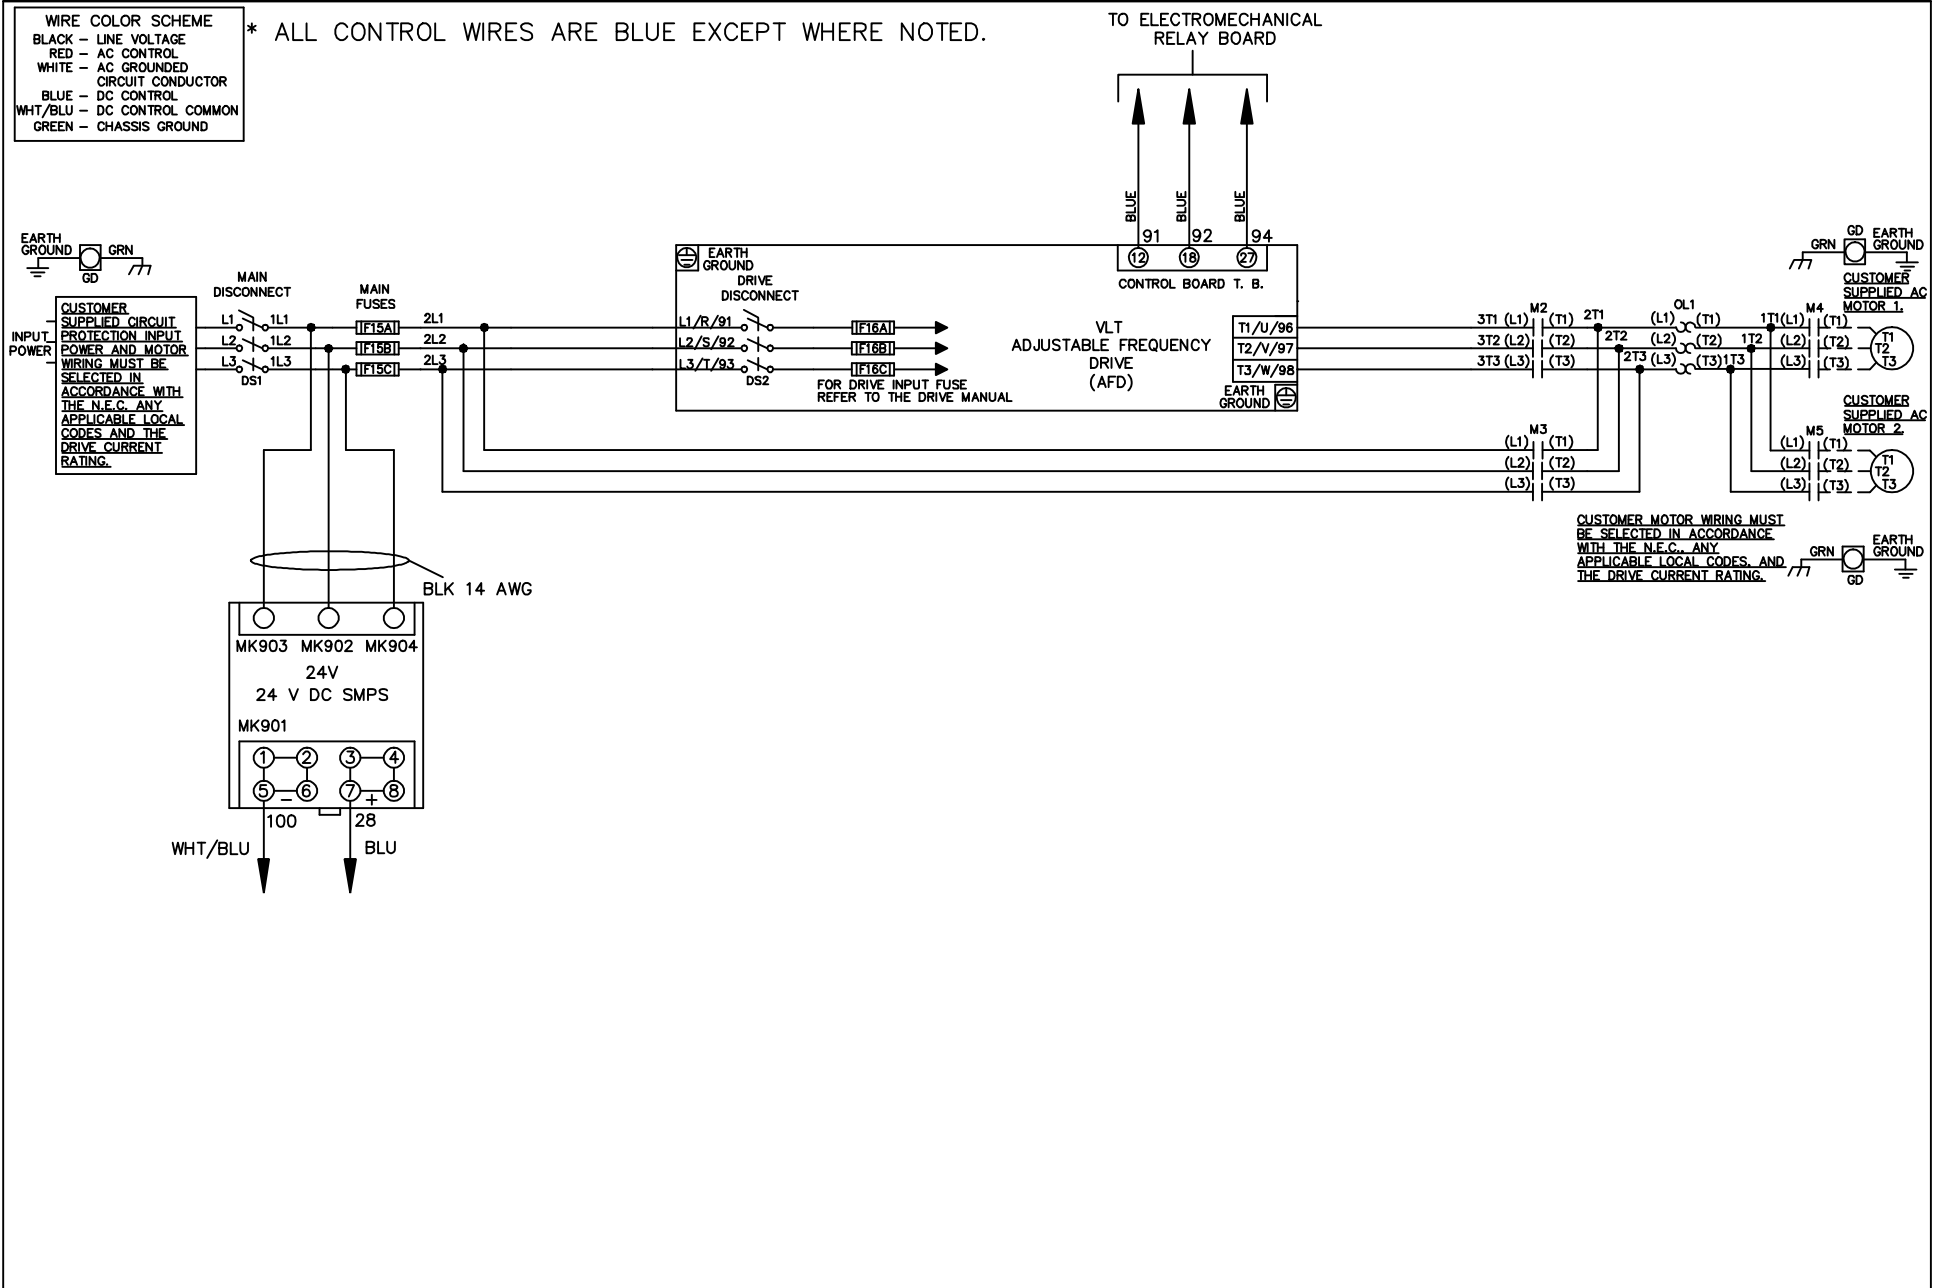 WIRE COLOR SCHEME
BLACK – LINE VOLTAGE
RED – AC CONTROL
WHITE – AC GROUNDED
CIRCUIT CONDUCTOR
BLUE – DC CONTROL
WHT/BLU – DC CONTROL COMMON
GREEN – CHASSIS GROUND
* ALL CONTROL WIRES ARE BLUE EXCEPT WHERE NOTED.
TO ELECTROMECHANICAL
RELAY BOARD
BLUE
BLUE
BLUE
91 92 94
12 18 27
CONTROL BOARD T. B.
EARTH
GROUND
GRN
GD
INPUT
POWER
CUSTOMER
SUPPLIED CIRCUIT
PROTECTION INPUT
POWER AND MOTOR
WIRING MUST BE
SELECTED IN
ACCORDANCE WITH
THE N.E.C. ANY
APPLICABLE LOCAL
CODES AND THE
DRIVE CURRENT
RATING.
MAIN
DISCONNECT
L1 1L1
L2 1L2
L3 1L3
DS1
MAIN
FUSES
F15A
F15B
F15C
2L1
2L2
2L3
EARTH
GROUND
DRIVE
DISCONNECT
L1/R/91
L2/S/92
L3/T/93
DS2
F16A
F16B
F16C
FOR DRIVE INPUT FUSE
REFER TO THE DRIVE MANUAL
VLT
ADJUSTABLE FREQUENCY
DRIVE
(AFD)
T1/U/96
T2/V/97
T3/W/98
EARTH
GROUND
M2
3T1 (L1) (T1) 2T1
3T2 (L2) (T2) 2T2
3T3 (L3) (T3) 2T3
OL1
(L1) (T1) 1T1
(L2) (T2) 1T2
(L3) (T3) 1T3
M4
(L1) (T1)
(L2) (T2)
(L3) (T3)
T1
T2
T3
GRN
GD
EARTH
GROUND
CUSTOMER
SUPPLIED AC
MOTOR 1.
M3
(L1) (T1)
(L2) (T2)
(L3) (T3)
M5
(L1) (T1)
(L2) (T2)
(L3) (T3)
T1
T2
T3
CUSTOMER
SUPPLIED AC
MOTOR 2.
CUSTOMER MOTOR WIRING MUST
BE SELECTED IN ACCORDANCE
WITH THE N.E.C., ANY
APPLICABLE LOCAL CODES, AND
THE DRIVE CURRENT RATING.
GRN
GD
EARTH
GROUND
BLK 14 AWG
MK903 MK902 MK904
24V
24 V DC SMPS
MK901
1 2 3 4
5 – 6 7 + 8
100 28
WHT/BLU BLU